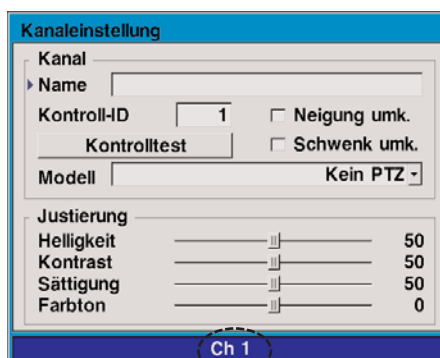 Kanaleinstellung
Kanal
Name
Kontroll-ID 1 Neigung umk.
Kontrolltest Schwenk umk.
Modell Kein PTZ
Justierung
Helligkeit 50
Kontrast 50
Sättigung 50
Farbton 0
Ch 1